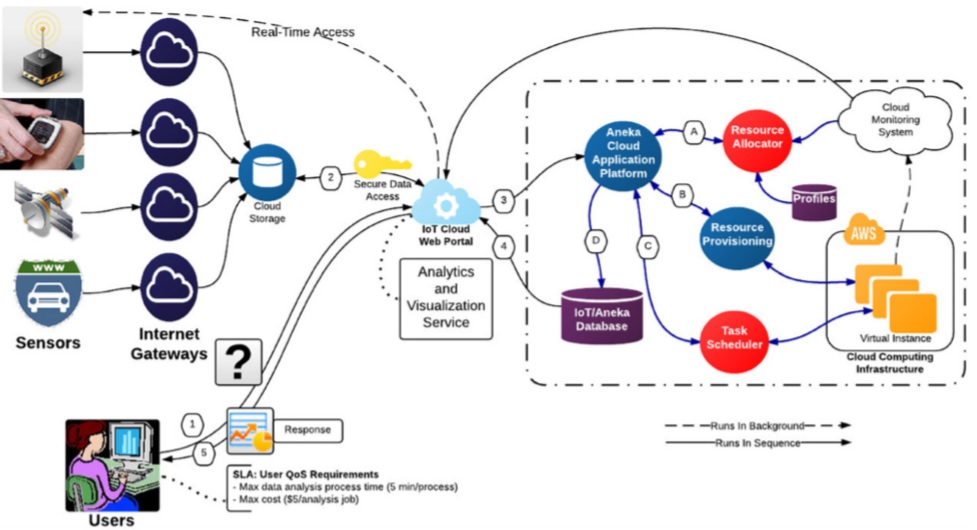 Real-Time Access
WWW
Sensors
Internet
Gateways
Cloud
Storage
2
Secure Data
Access
IoT Cloud
Web Portal
Analytics
and
Visualization
Service
3
4
Aneka
Cloud
Application
Platform
A
Resource
Allocator
Cloud
Monitoring
System
B
Profiles
Resource
Provisioning
AWS
D
C
IoT/Aneka
Database
Task
Scheduler
Virtual Instance
Cloud Computing
Infrastructure
?
1
5
Response
Users
SLA: User QoS Requirements
- Max data analysis process time (5 min/process)
- Max cost ($5/analysis job)
Runs In Background
Runs In Sequence